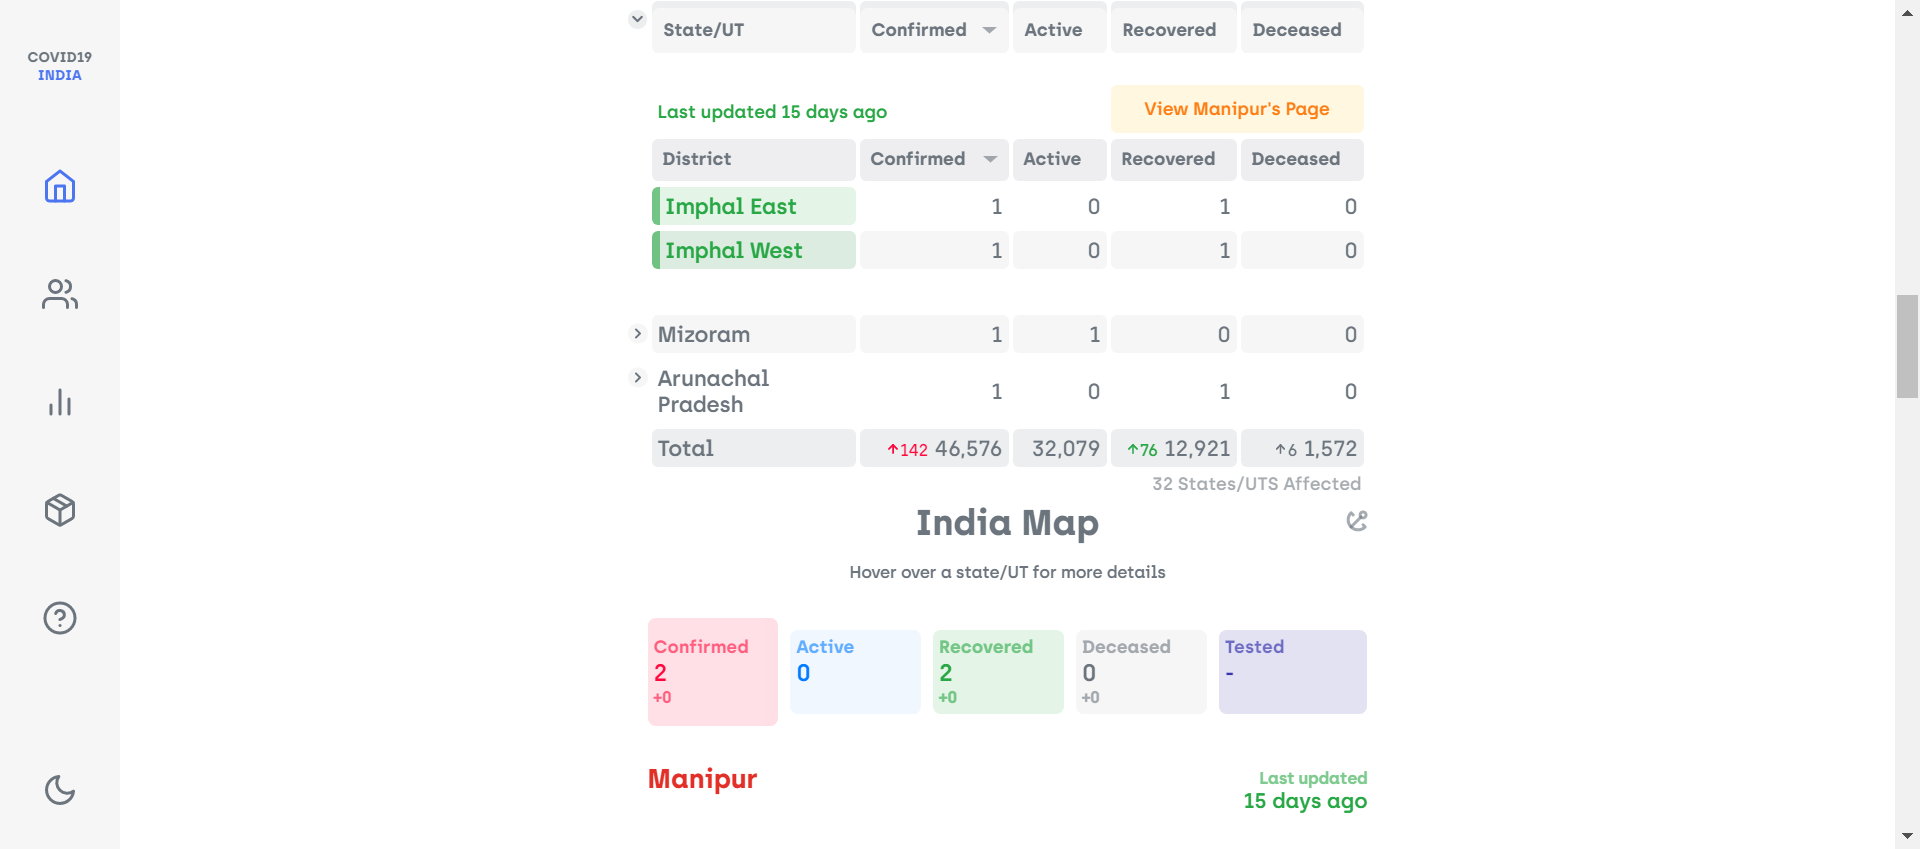 COVID19
INDIA
State/UT Confirmed Active Recovered Deceased
Last updated 15 days ago View Manipur's Page
District Confirmed Active Recovered Deceased
Imphal East 1 0 1 0
Imphal West 1 0 1 0
Mizoram 1 1 0 0
Arunachal
Pradesh 1 0 1 0
Total ↑142 46,576 32,079 ↑76 12,921 ↑6 1,572
32 States/UTS Affected
India Map
Hover over a state/UT for more details
Confirmed Active Recovered Deceased Tested
2 0 2 0 -
+0 +0 +0
Manipur
Last updated
15 days ago